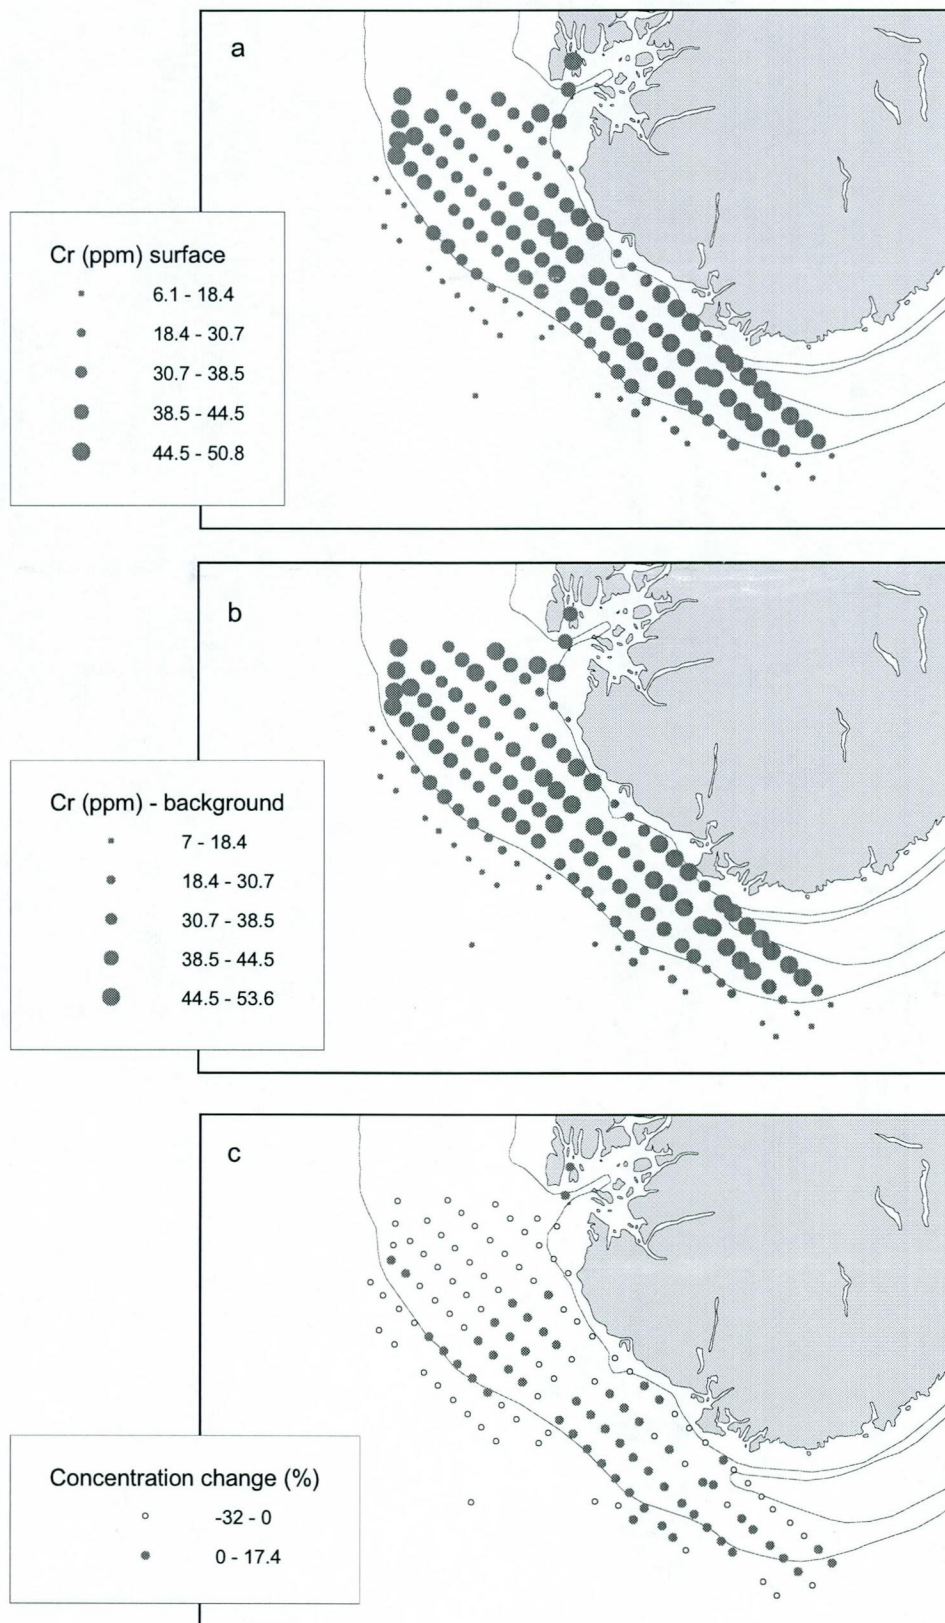 a
Cr (ppm) surface
6.1 - 18.4
18.4 - 30.7
30.7 - 38.5
38.5 - 44.5
44.5 - 50.8
b
Cr (ppm) - background
7 - 18.4
18.4 - 30.7
30.7 - 38.5
38.5 - 44.5
44.5 - 53.6
c
Concentration change (%)
-32 - 0
0 - 17.4